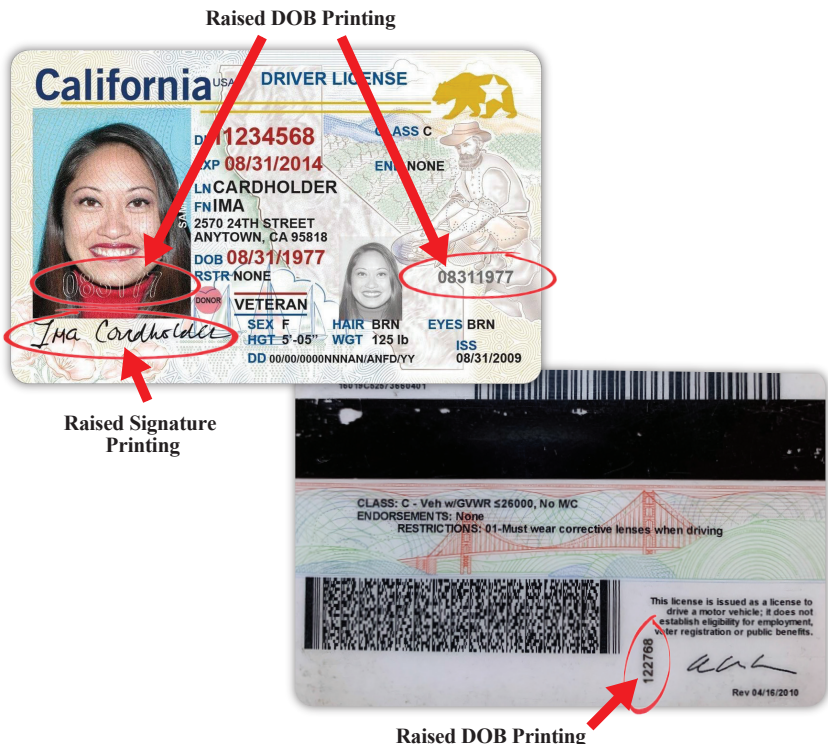 Raised DOB Printing
California USA DRIVER LICENSE
DL I1234568 CLASS C
EXP 08/31/2014 END NONE
LN CARDHOLDER
FN IMA
2570 24TH STREET
ANYTOWN, CA 95818
DOB 08/31/1977
RSTR NONE
083177
08311977
DONOR
VETERAN
SEX F HAIR BRN EYES BRN
HGT 5'-05" WGT 125 lb ISS
DD 00/00/0000NNNAN/ANFD/YY 08/31/2009
Ima Cardholder
Raised Signature
Printing
CLASS: C - Veh w/GVWR ≤26000, No M/C
ENDORSEMENTS: None
RESTRICTIONS: 01-Must wear corrective lenses when driving
This license is issued as a license to
drive a motor vehicle; it does not
establish eligibility for employment,
voter registration or public benefits.
122768
Rev 04/16/2010
Raised DOB Printing